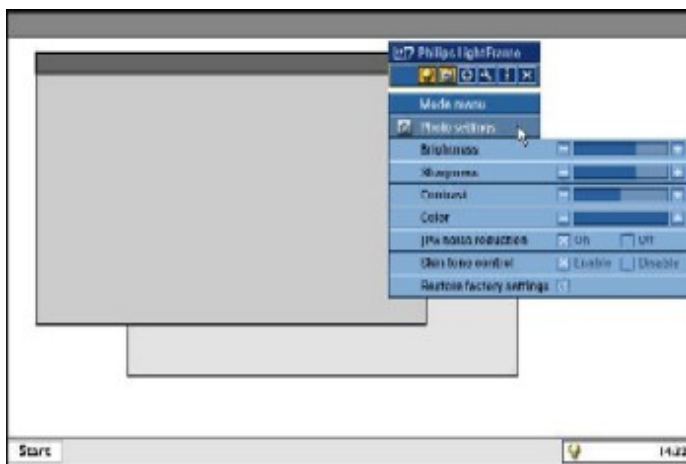 Philips LightFrame
Mode menu
Photo settings
Brightness
Sharpness
Contrast
Color
JPG noise reduction On Off
Skin tone control Enable Disable
Restore factory settings
Start